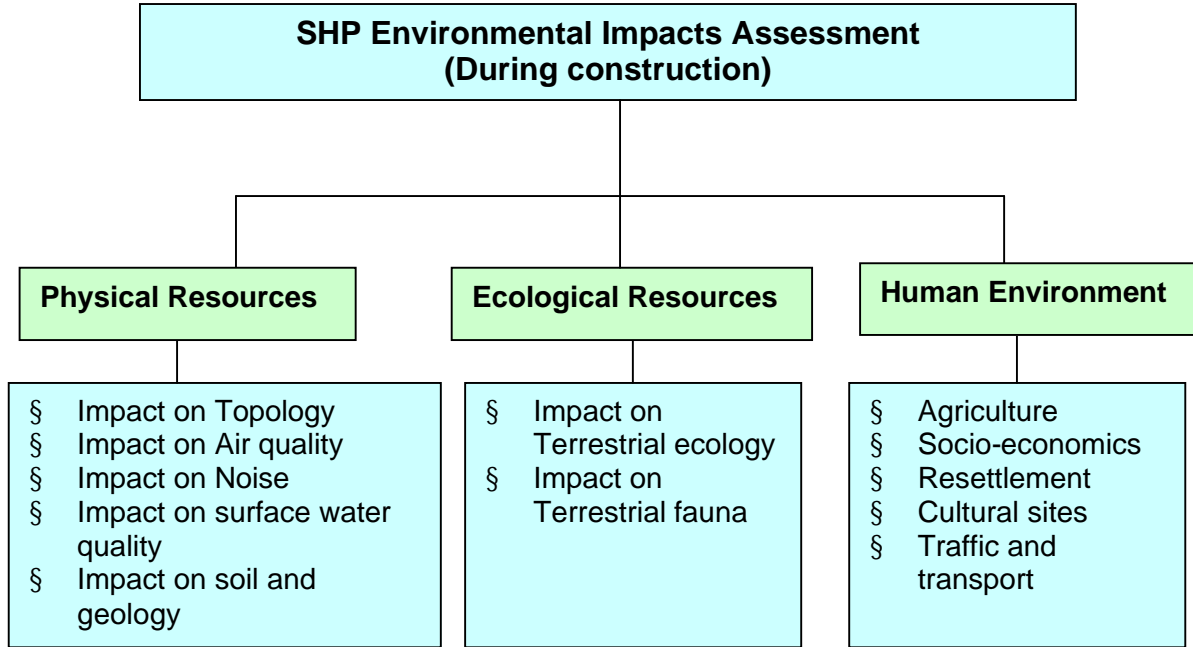 SHP Environmental Impacts Assessment
(During construction)
Physical Resources
Ecological Resources
Human Environment
§ Impact on Topology
§ Impact on Air quality
§ Impact on Noise
§ Impact on surface water
quality
§ Impact on soil and
geology
§ Impact on
Terrestrial ecology
§ Impact on
Terrestrial fauna
§ Agriculture
§ Socio-economics
§ Resettlement
§ Cultural sites
§ Traffic and
transport